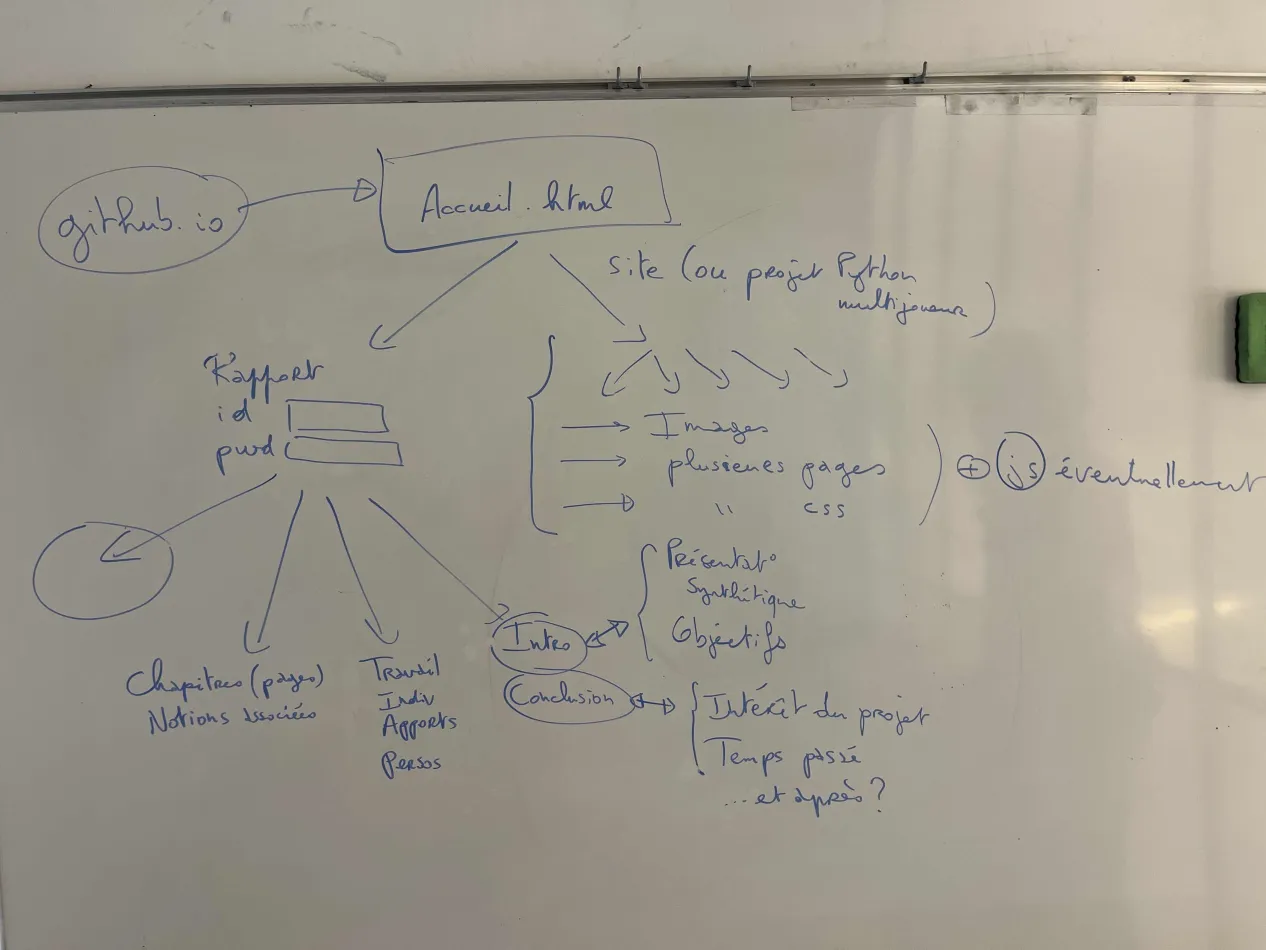 github.io
Accueil.html
site (ou projet Python
multijoueur)
Rapport
id
pwd
Images
plusieurs pages
" css
+ js éventuellement
Présentat°
Synthétique
Objectifs
Intro
Conclusion
Chapitres (pages)
Notions associées
Travail
Indiv
Apports
Persos
Intérêt du projet
Temps passé
... et après ?